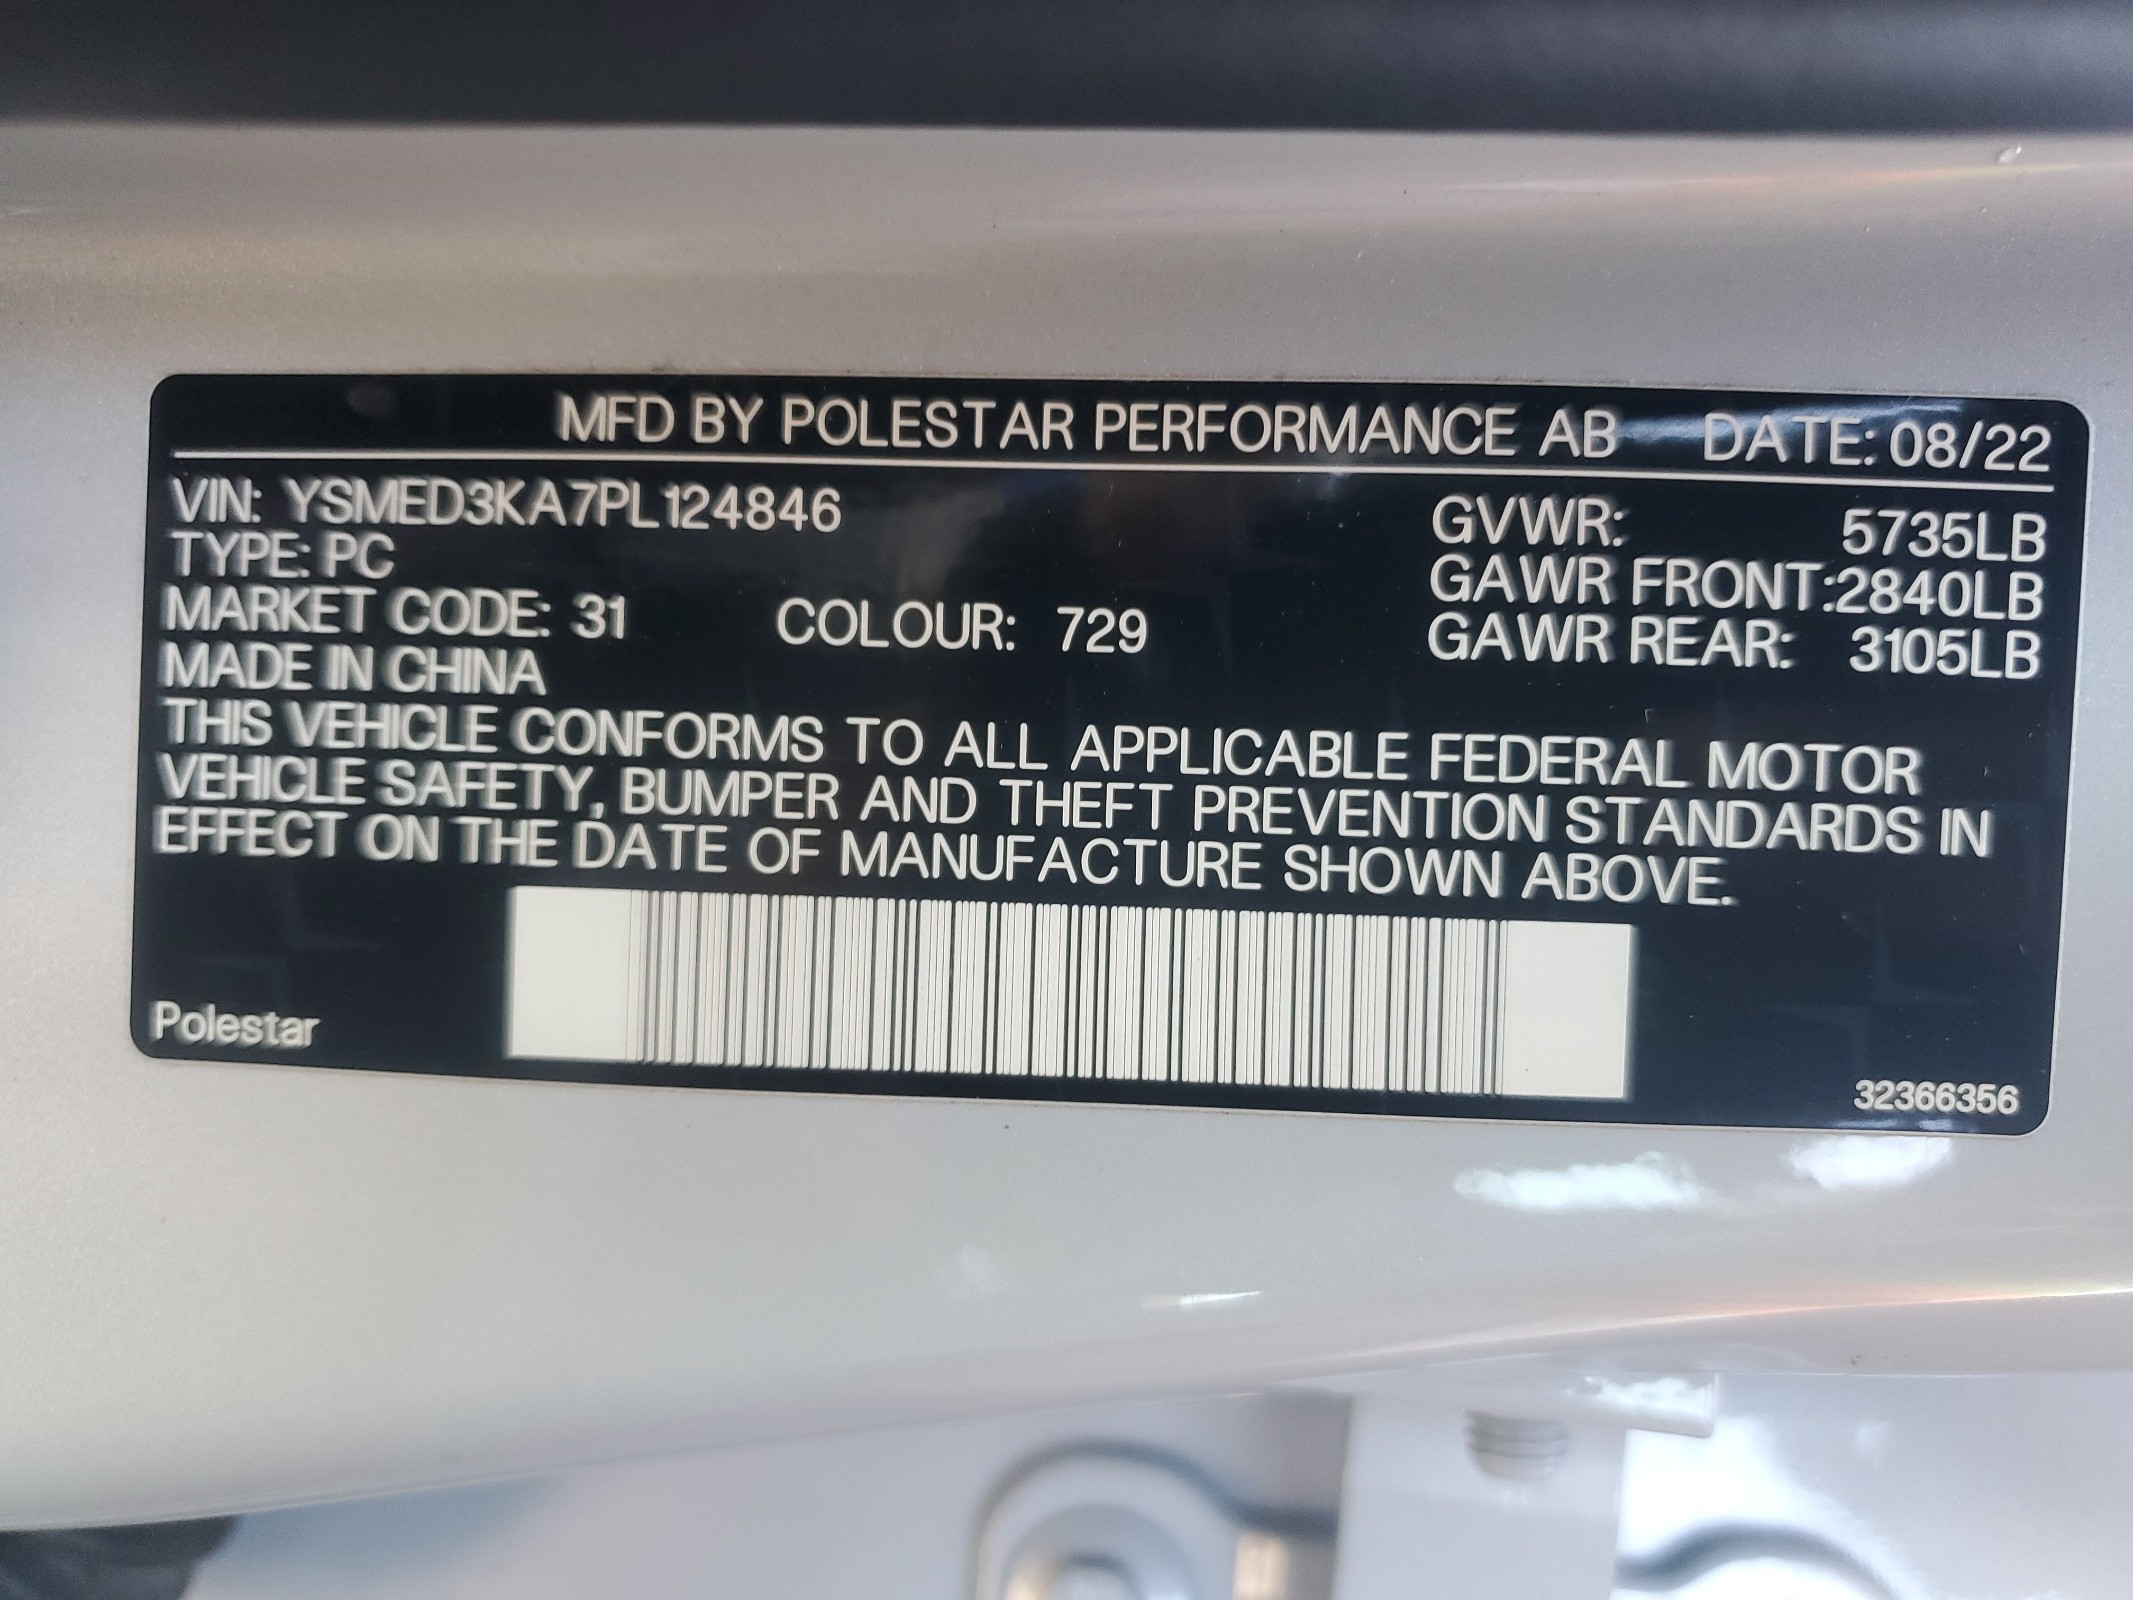 MFD BY POLESTAR PERFORMANCE AB DATE: 08/22
VIN: YSMED3KA7PL124846
TYPE: PC
MARKET CODE: 31 COLOUR: 729
MADE IN CHINA
GVWR: 5735LB
GAWR FRONT:2840LB
GAWR REAR: 3105LB
THIS VEHICLE CONFORMS TO ALL APPLICABLE FEDERAL MOTOR
VEHICLE SAFETY, BUMPER AND THEFT PREVENTION STANDARDS IN
EFFECT ON THE DATE OF MANUFACTURE SHOWN ABOVE.
Polestar
32366356